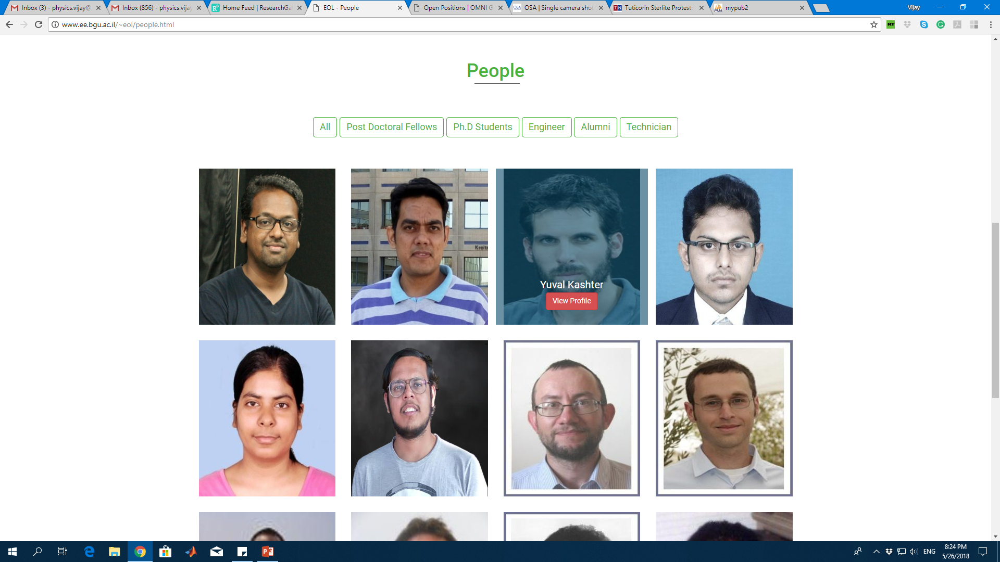 Inbox (3) - physics.vijay@
Inbox (856) - physics.vijay
Home Feed | ResearchGa
EOL - People
Open Positions | OMNI G
OSA | Single camera shot
Tuticorin Sterlite Protest:
mypub2
Vijay
www.ee.bgu.ac.il/~eol/people.html
People
All
Post Doctoral Fellows
Ph.D Students
Engineer
Alumni
Technician
Kreitm
Yuval Kashter
View Profile
ENG
8:24 PM
5/26/2018